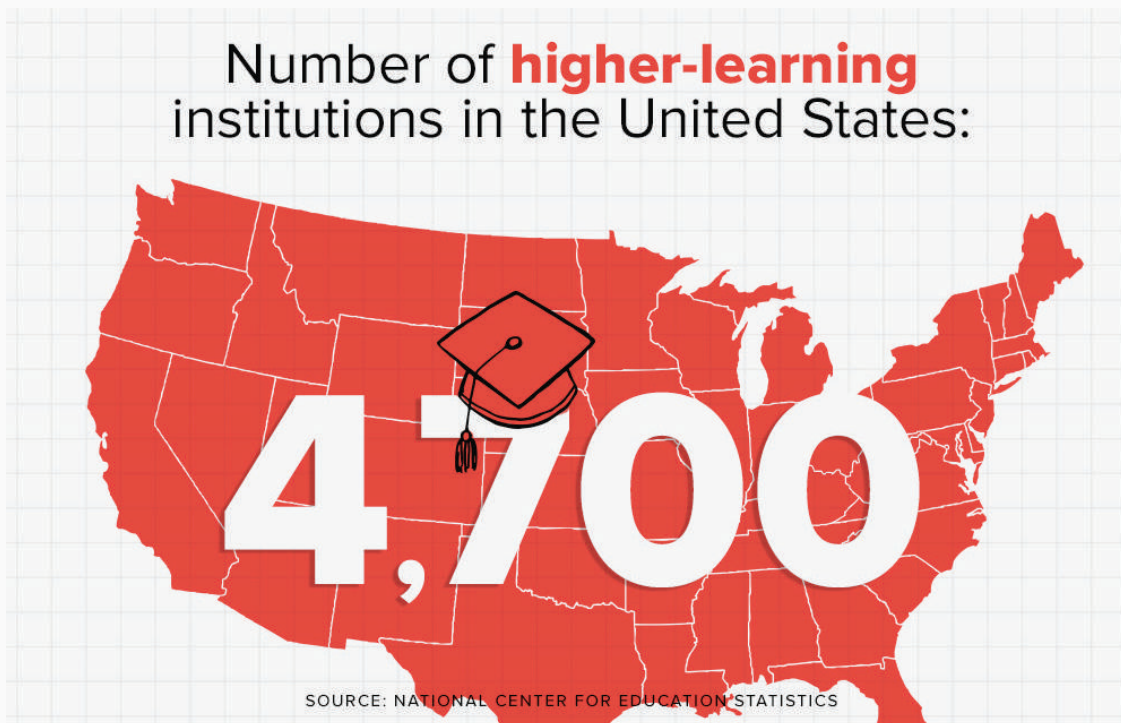 Number of higher-learning
institutions in the United States:
4,700
SOURCE: NATIONAL CENTER FOR EDUCATION STATISTICS